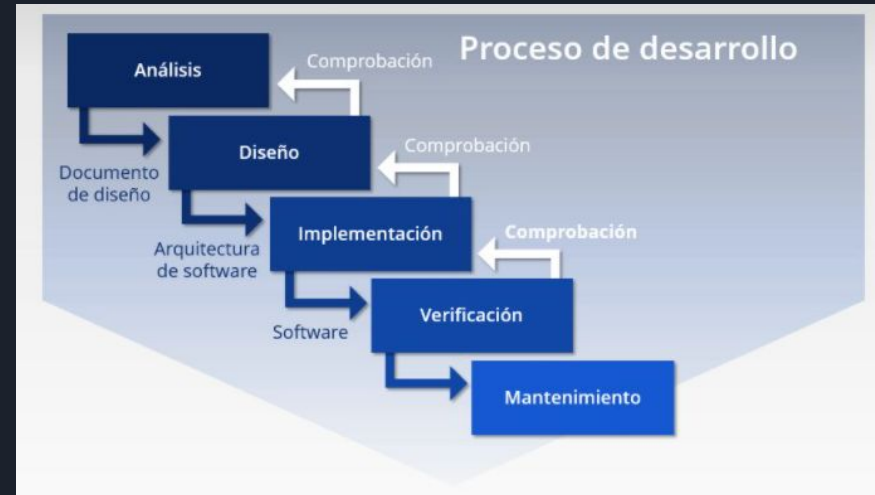 Proceso de desarrollo
Análisis
Comprobación
Documento
de diseño
Diseño
Comprobación
Arquitectura
de software
Implementación
Comprobación
Software
Verificación
Mantenimiento